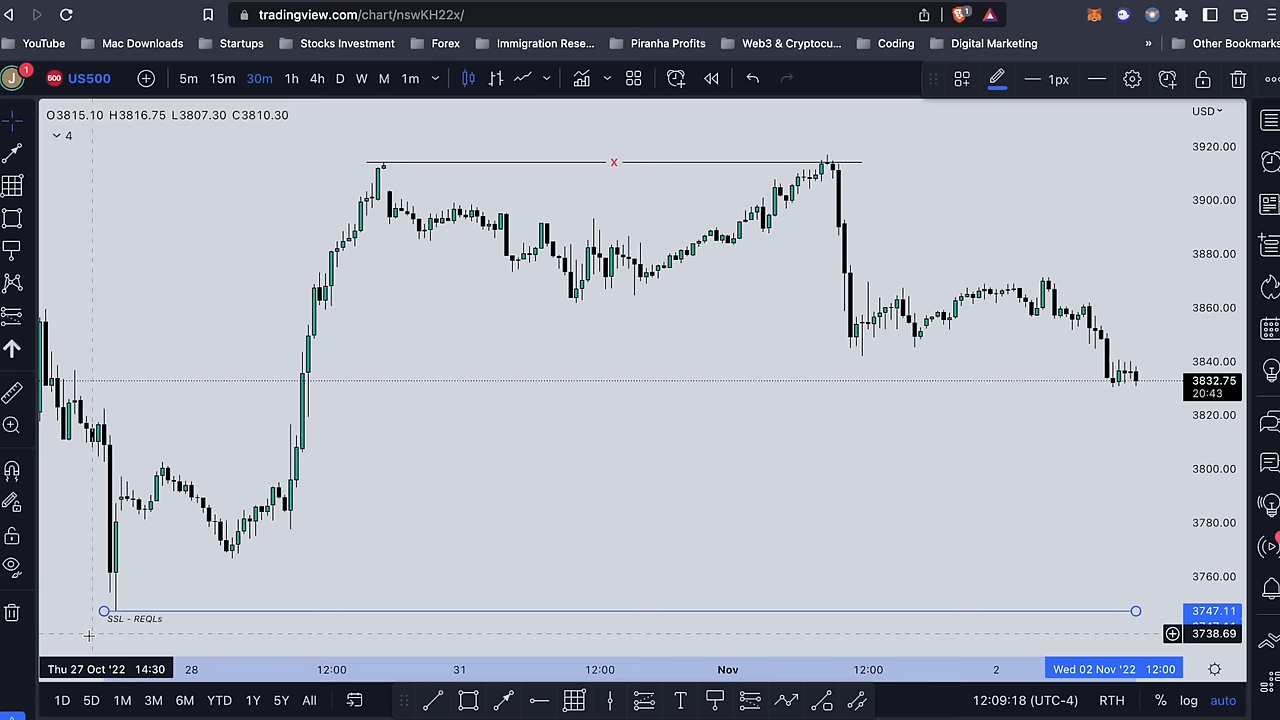 tradingview.com/chart/nswKH22x/
1
YouTube Mac Downloads Startups Stocks Investment Forex Immigration Rese... Piranha Profits Web3 & Cryptocu... Coding Digital Marketing » Other Bookmarks
J 1 500 US500 5m 15m 30m 1h 4h D W M 1m 1px
O3815.10 H3816.75 L3807.30 C3810.30 USD
4
3920.00
x
3900.00
3880.00
3860.00
3840.00
3832.75
20:43
3820.00
3800.00
3780.00
3760.00
3747.11
SSL - REQLs
3738.69
Thu 27 Oct '22 14:30 28 12:00 31 12:00 Nov 12:00 2 Wed 02 Nov '22 12:00
1D 5D 1M 3M 6M YTD 1Y 5Y All T 12:09:18 (UTC-4) RTH % log auto